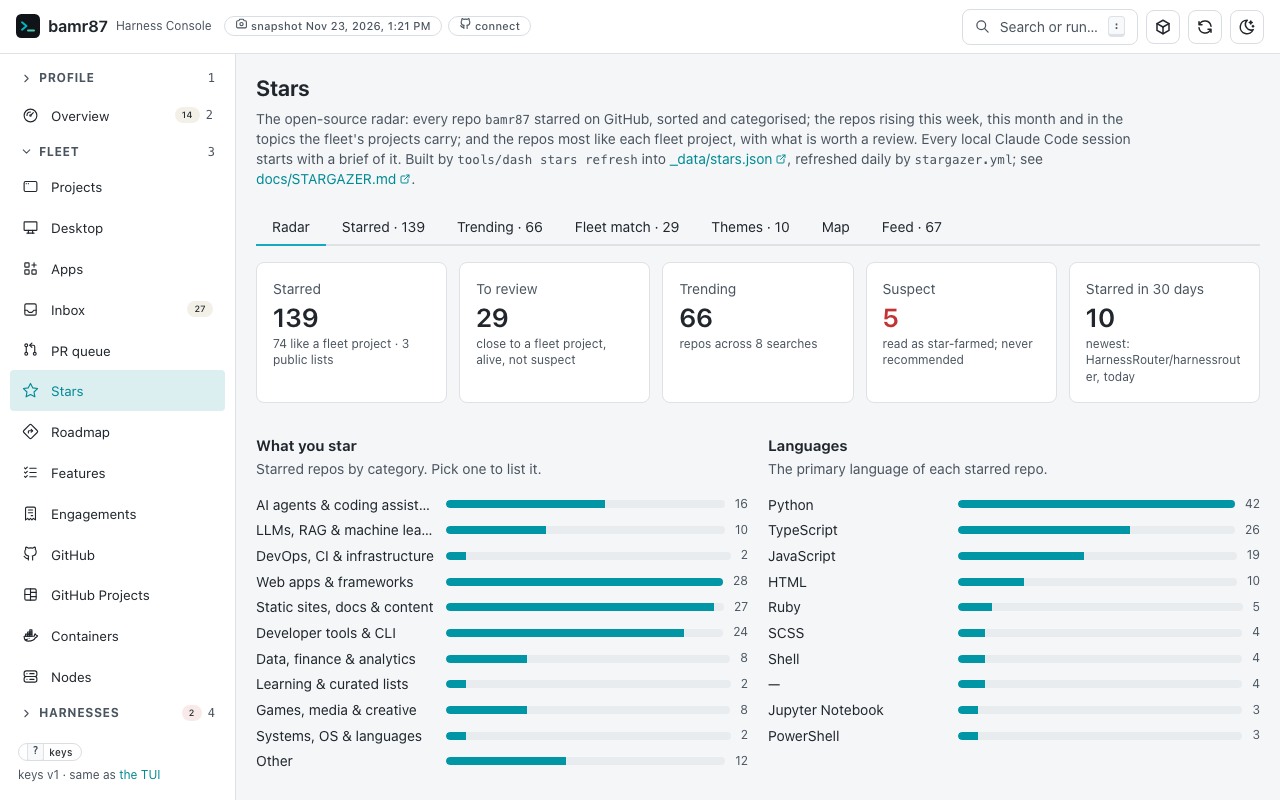 bamr87 Harness Console snapshot Nov 23, 2026, 1:21 PM connect Search or run... :
PROFILE 1
Overview 14 2
FLEET 3
Projects
Desktop
Apps
Inbox 27
PR queue
Stars
Roadmap
Features
Engagements
GitHub
GitHub Projects
Containers
Nodes
HARNESSES 2 4
? keys
keys v1 · same as the TUI
Stars
The open-source radar: every repo bamr87 starred on GitHub, sorted and categorised; the repos rising this week, this month and in the
topics the fleet's projects carry; and the repos most like each fleet project, with what is worth a review. Every local Claude Code session
starts with a brief of it. Built by tools/dash stars refresh into _data/stars.json, refreshed daily by stargazer.yml; see
docs/STARGAZER.md.
Radar Starred · 139 Trending · 66 Fleet match · 29 Themes · 10 Map Feed · 67
Starred
139
74 like a fleet project · 3
public lists
To review
29
close to a fleet project,
alive, not suspect
Trending
66
repos across 8 searches
Suspect
5
read as star-farmed; never
recommended
Starred in 30 days
10
newest:
HarnessRouter/harnessrout
er, today
What you star
Starred repos by category. Pick one to list it.
AI agents & coding assist... 16
LLMs, RAG & machine lea... 10
DevOps, CI & infrastructure 2
Web apps & frameworks 28
Static sites, docs & content 27
Developer tools & CLI 24
Data, finance & analytics 8
Learning & curated lists 2
Games, media & creative 8
Systems, OS & languages 2
Other 12
Languages
The primary language of each starred repo.
Python 42
TypeScript 26
JavaScript 19
HTML 10
Ruby 5
SCSS 4
Shell 4
— 4
Jupyter Notebook 3
PowerShell 3